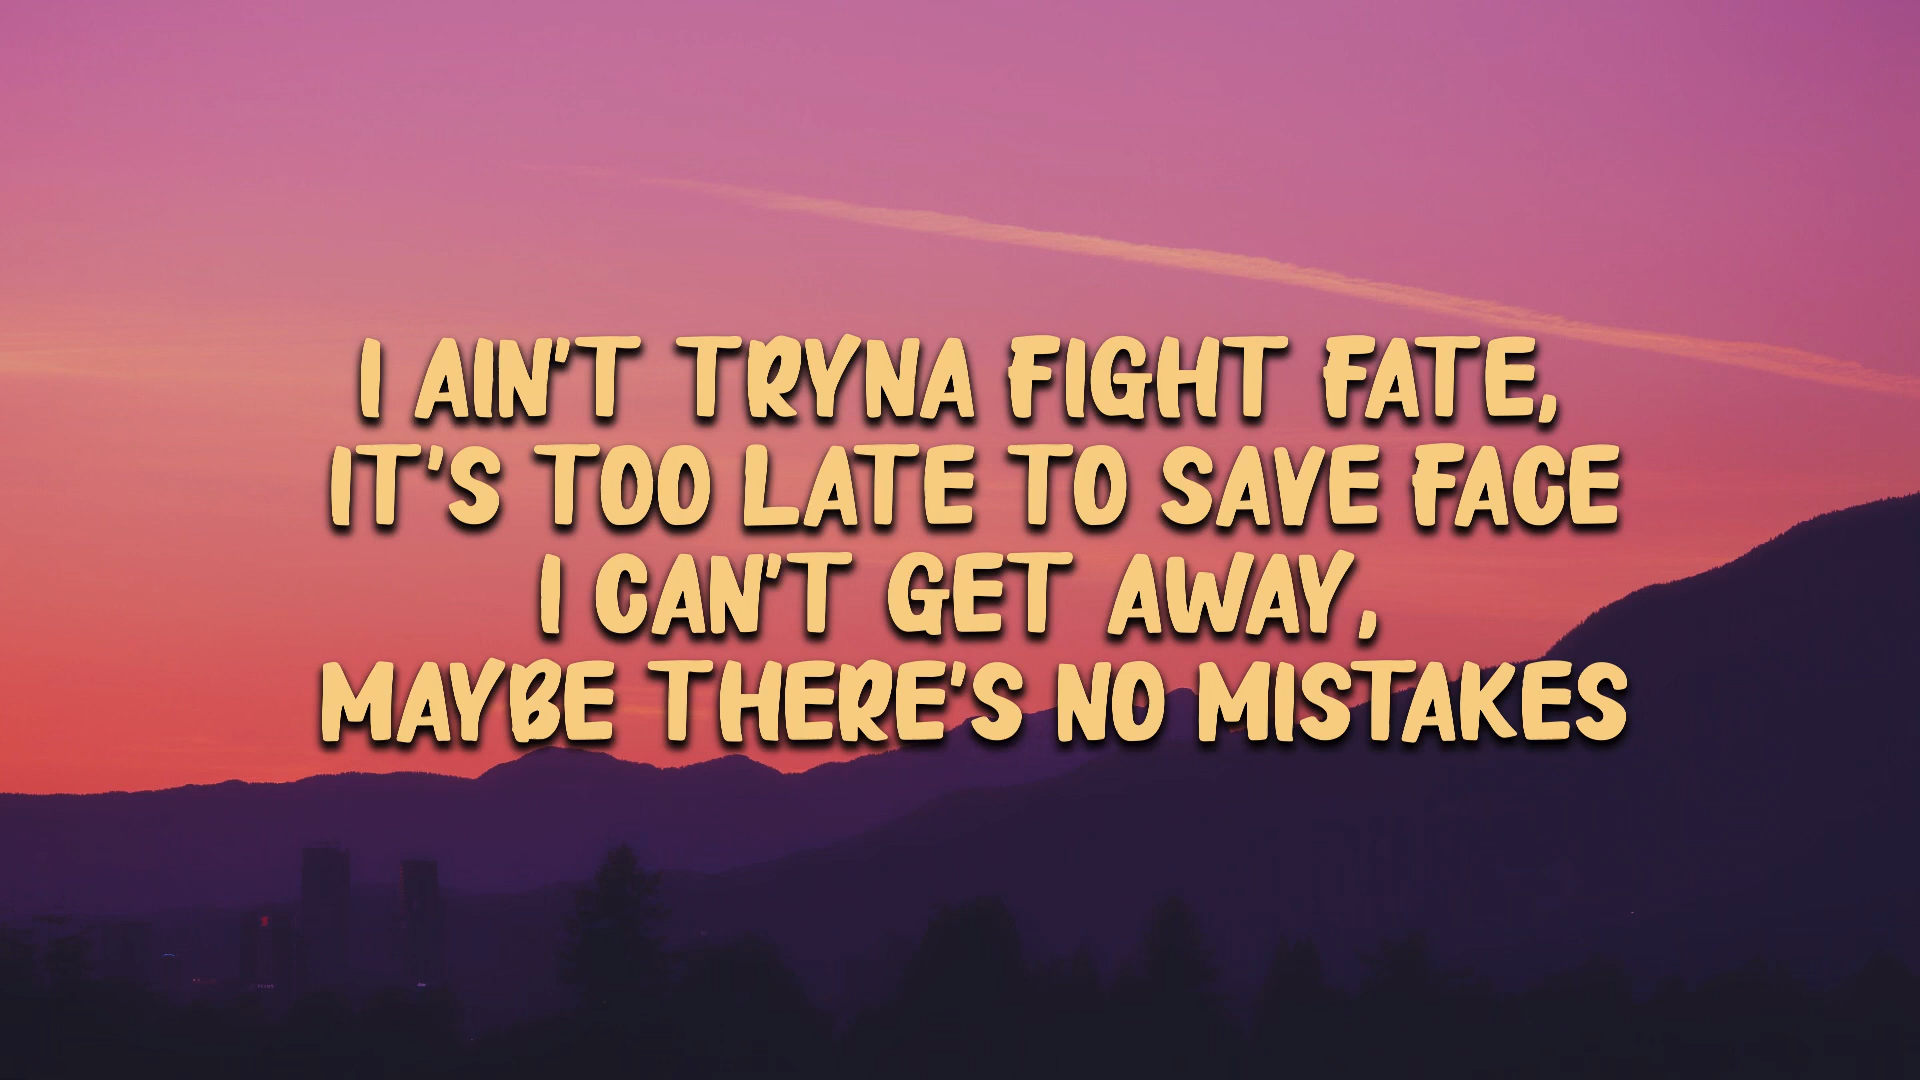 I AIN'T TRYNA FIGHT FATE,
IT'S TOO LATE TO SAVE FACE
I CAN'T GET AWAY,
MAYBE THERE'S NO MISTAKES